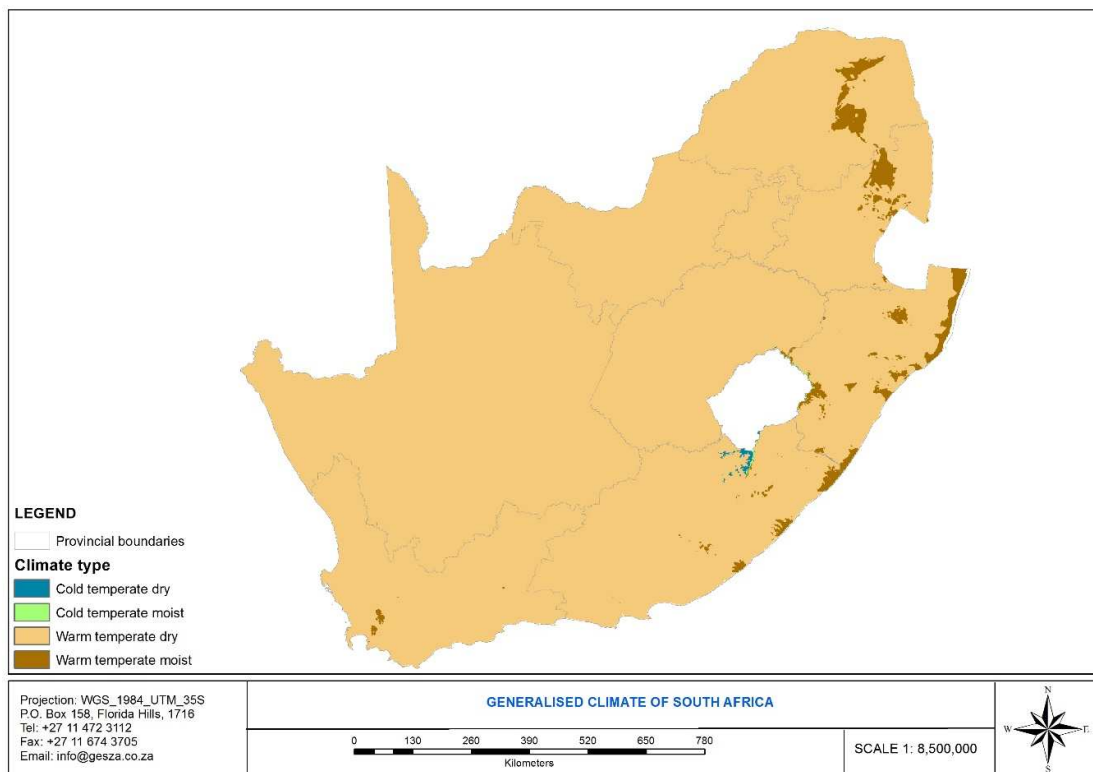 LEGEND
Provincial boundaries
Climate type
Cold temperate dry
Cold temperate moist
Warm temperate dry
Warm temperate moist
Projection: WGS_1984_UTM_35S
P.O. Box 158, Florida Hills, 1716
Tel: +27 11 472 3112
Fax: +27 11 674 3705
Email: info@gesza.co.za
GENERALISED CLIMATE OF SOUTH AFRICA
0 130 260 390 520 650 780
Kilometers
SCALE 1: 8,500,000
N
W E
S